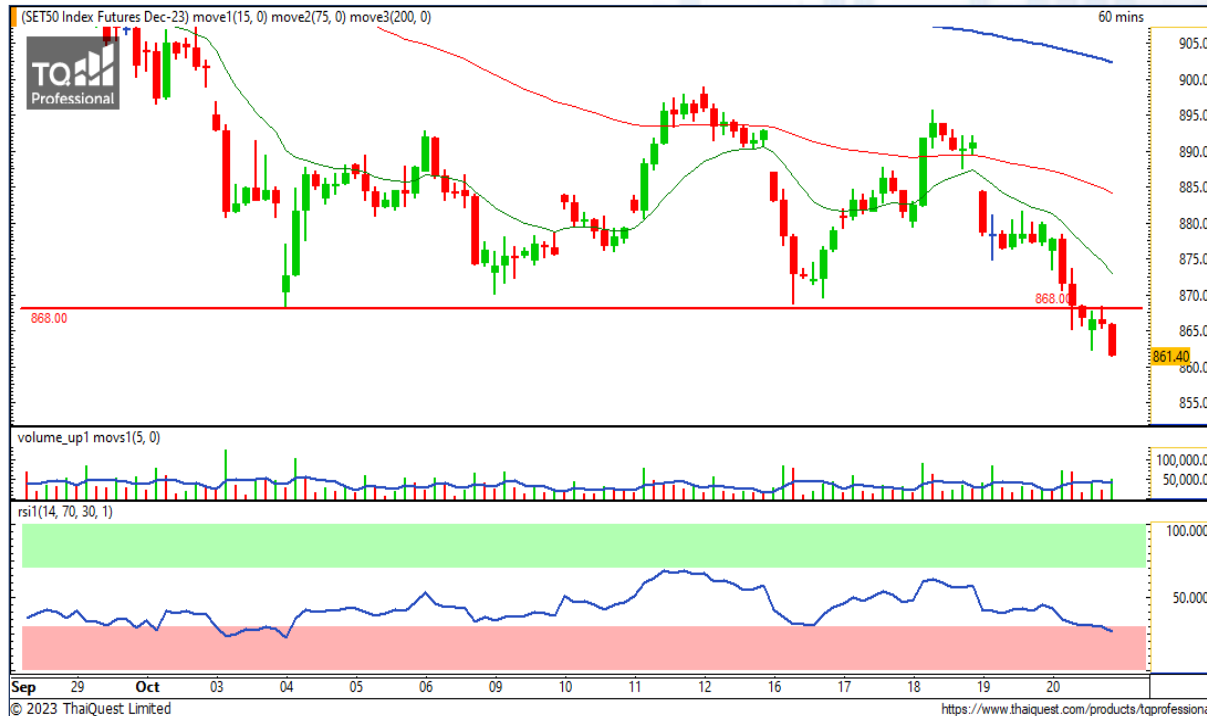 (SET50 Index Futures Dec-23) move1(15, 0) move2(75, 0) move3(200, 0)
60 mins
TQ
Professional
905.0
900.0
895.0
890.0
885.0
880.0
875.0
870.0
868.00
868.00
865.0
861.40
860.0
855.0
volume_up1 movs1(5, 0)
100,000.0
50,000.0
rsi1(14, 70, 30, 1)
100.000
50.000
Sep 29 Oct 03 04 05 06 09 10 11 12 16 17 18 19 20
© 2023 ThaiQuest Limited
https://www.thaiquest.com/products/tqprofessional